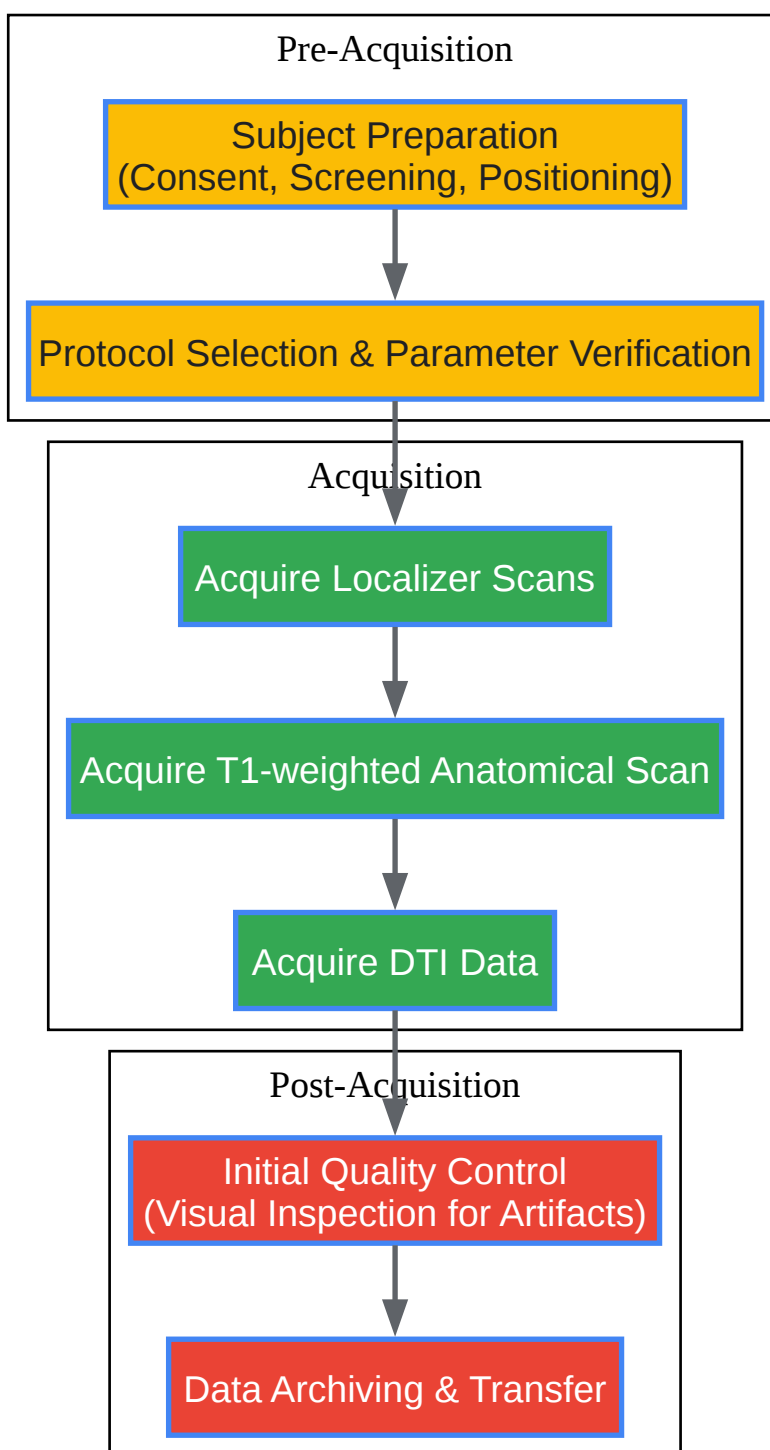 Pre-Acquisition
Subject Preparation
(Consent, Screening, Positioning)
Protocol Selection & Parameter Verification
Acquisition
Acquire Localizer Scans
Acquire T1-weighted Anatomical Scan
Acquire DTI Data
Post-Acquisition
Initial Quality Control
(Visual Inspection for Artifacts)
Data Archiving & Transfer